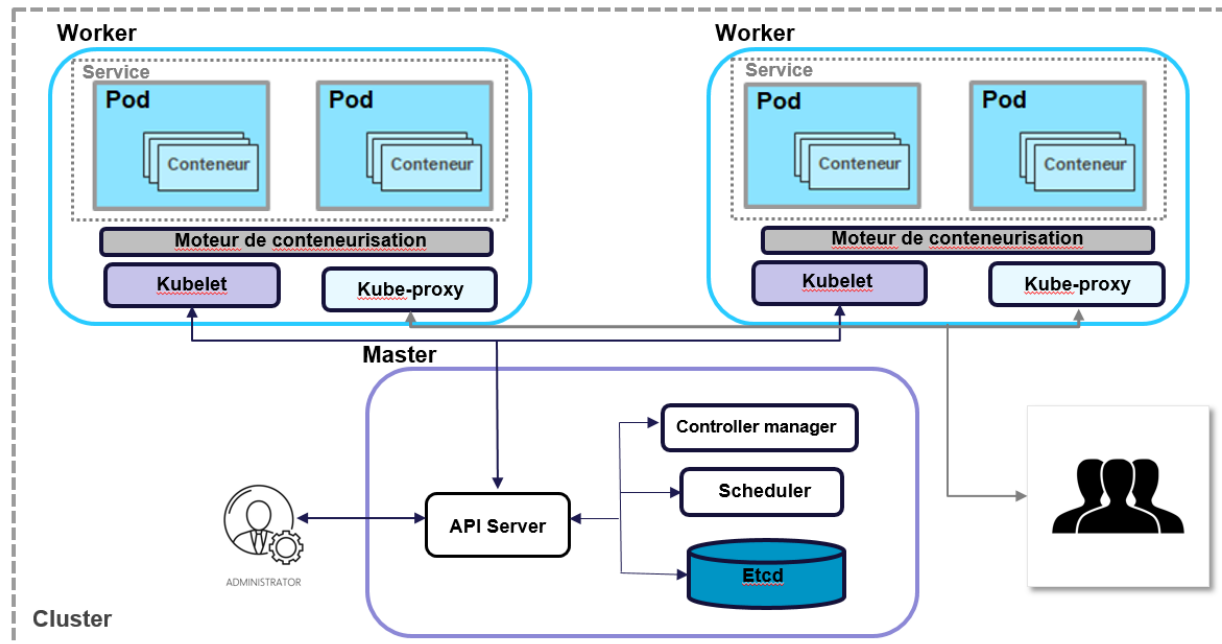 Worker
Service
Pod
Conteneur
Pod
Conteneur
Moteur de conteneurisation
Kubelet
Kube-proxy
Worker
Service
Pod
Conteneur
Pod
Conteneur
Moteur de conteneurisation
Kubelet
Kube-proxy
Master
Controller manager
Scheduler
API Server
Etcd
ADMINISTRATOR
Cluster